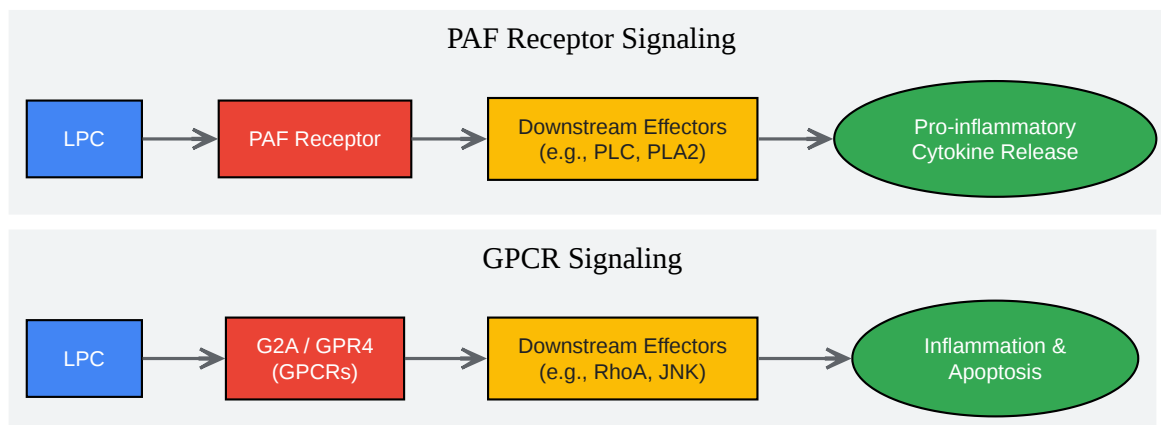 PAF Receptor Signaling
LPC
PAF Receptor
Downstream Effectors
(e.g., PLC, PLA2)
Pro-inflammatory
Cytokine Release
GPCR Signaling
LPC
G2A / GPR4
(GPCRs)
Downstream Effectors
(e.g., RhoA, JNK)
Inflammation &
Apoptosis